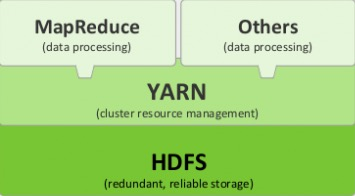 MapReduce
(data processing)
Others
(data processing)
YARN
(cluster resource management)
HDFS
(redundant, reliable storage)